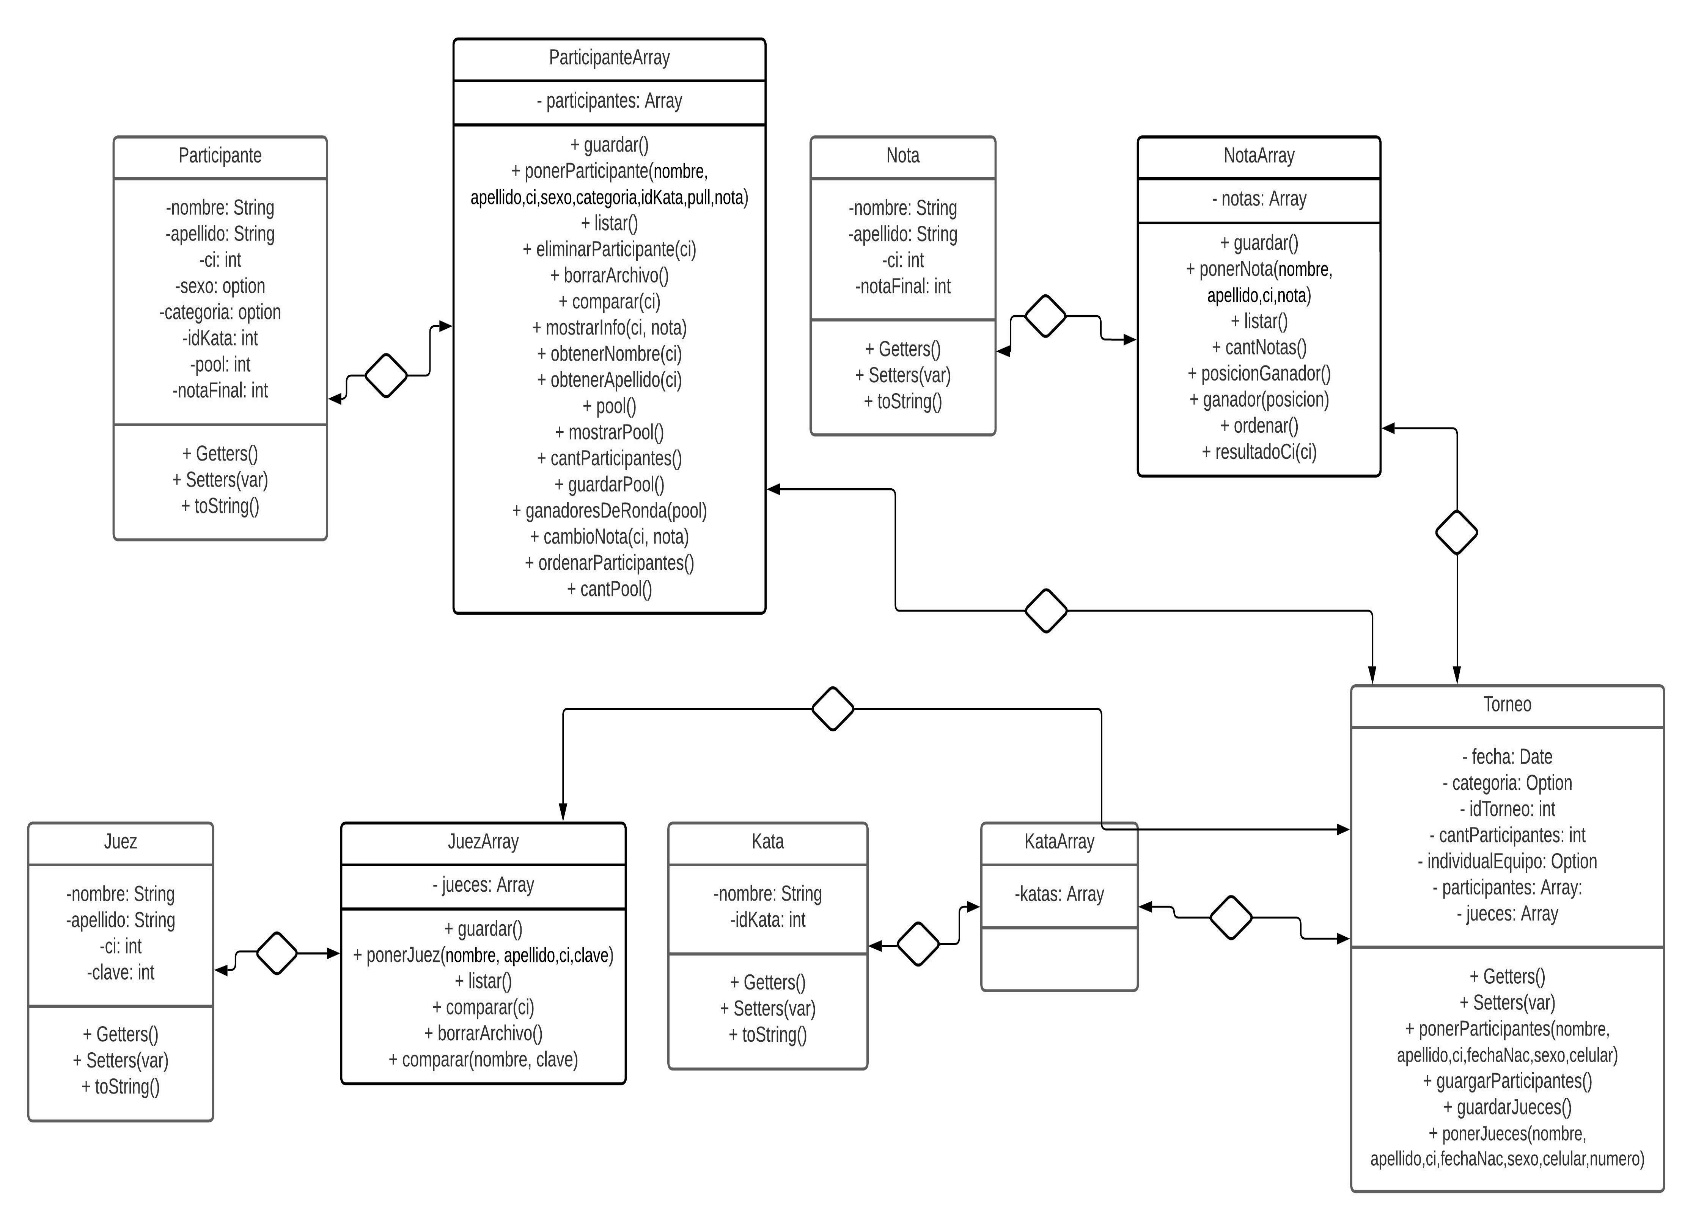 ParticipanteArray
- participantes: Array
+ guardar()
+ ponerParticipante(nombre,
apellido,ci,sexo,categoria,idKata,pull,nota)
+ listar()
+ eliminarParticipante(ci)
+ borrarArchivo()
+ comparar(ci)
+ mostrarInfo(ci, nota)
+ obtenerNombre(ci)
+ obtenerApellido(ci)
+ pool()
+ mostrarPool()
+ cantParticipantes()
+ guardarPool()
+ ganadoresDeRonda(pool)
+ cambioNota(ci, nota)
+ ordenarParticipantes()
+ cantPool()
Participante
-nombre: String
-apellido: String
-ci: int
-sexo: option
-categoria: option
-idKata: int
-pool: int
-notaFinal: int
+ Getters()
+ Setters(var)
+ toString()
Nota
-nombre: String
-apellido: String
-ci: int
-notaFinal: int
+ Getters()
+ Setters(var)
+ toString()
NotaArray
- notas: Array
+ guardar()
+ ponerNota(nombre,
apellido,ci,nota)
+ listar()
+ cantNotas()
+ posicionGanador()
+ ganador(posicion)
+ ordenar()
+ resultadoCi(ci)
Torneo
- fecha: Date
- categoria: Option
- idTorneo: int
- cantParticipantes: int
- individualEquipo: Option
- participantes: Array:
- jueces: Array
+ Getters()
+ Setters(var)
+ ponerParticipantes(nombre,
apellido,ci,fechaNac,sexo,celular)
+ guargarParticipantes()
+ guardarJueces()
+ ponerJueces(nombre,
apellido,ci,fechaNac,sexo,celular,numero)
Juez
-nombre: String
-apellido: String
-ci: int
-clave: int
+ Getters()
+ Setters(var)
+ toString()
JuezArray
- jueces: Array
+ guardar()
+ ponerJuez(nombre, apellido,ci,clave)
+ listar()
+ comparar(ci)
+ borrarArchivo()
+ comparar(nombre, clave)
Kata
-nombre: String
-idKata: int
+ Getters()
+ Setters(var)
+ toString()
KataArray
-katas: Array